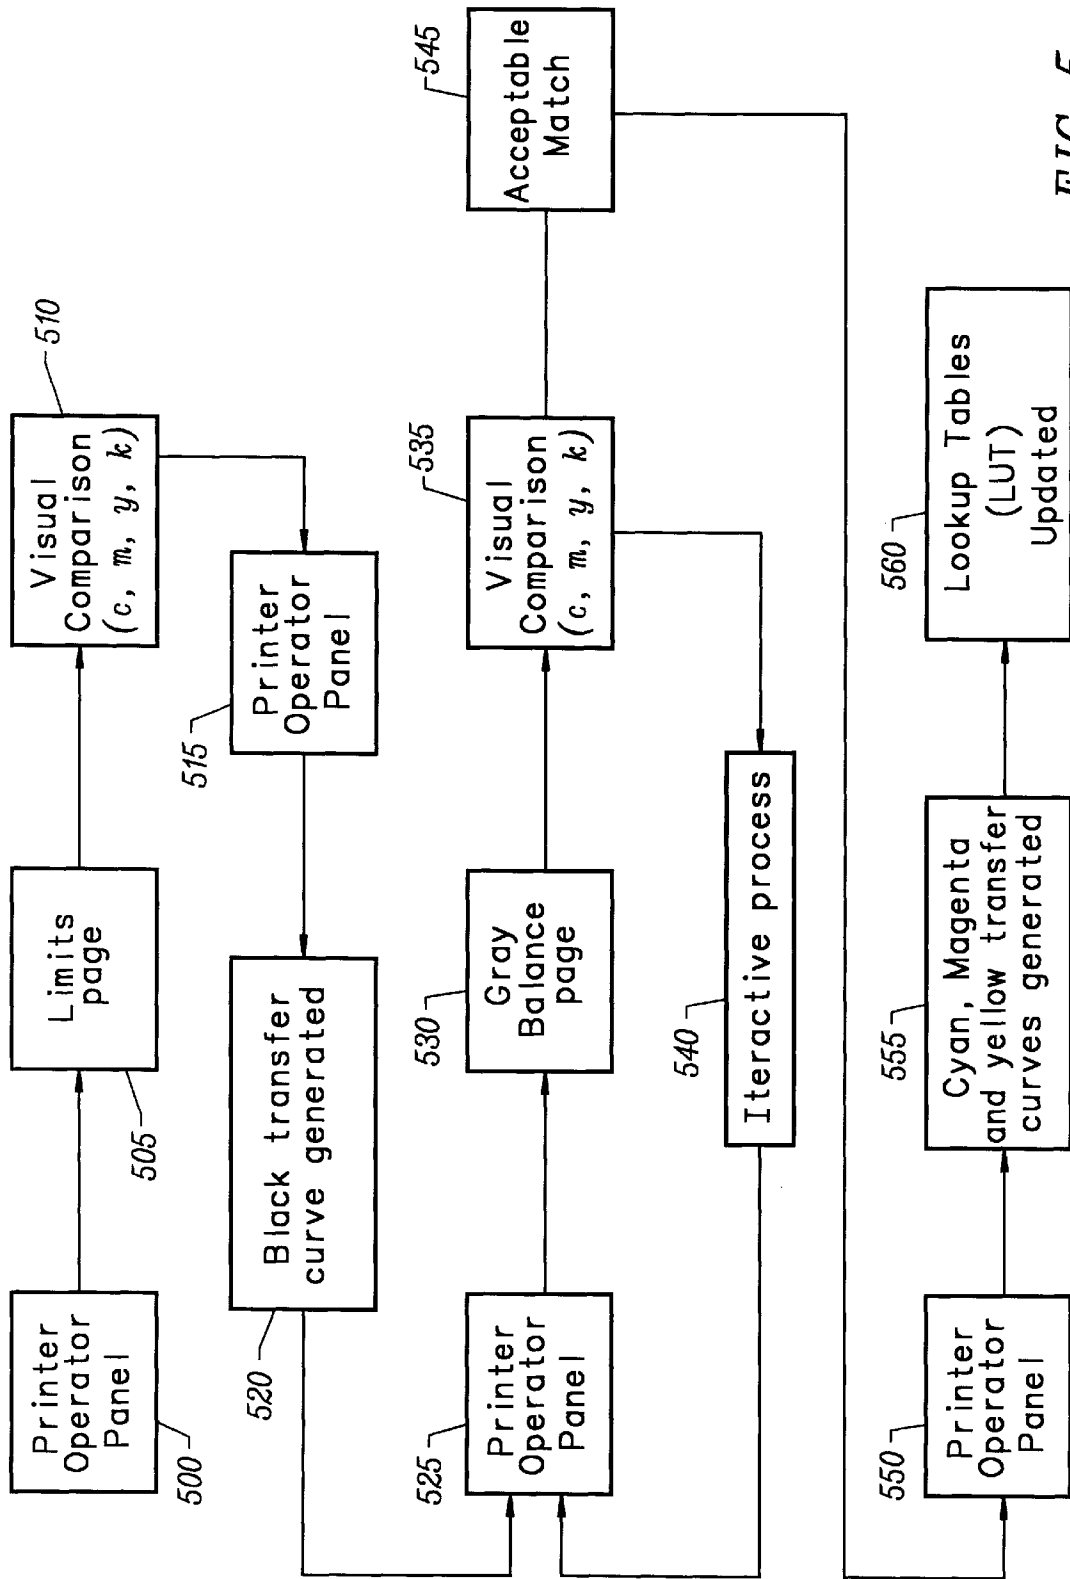 Printer
Operator
Panel
500
Limits
page
505
Visual
Comparison
(c, m, y, k)
510
Printer
Operator
Panel
515
Black transfer
curve generated
520
Printer
Operator
Panel
525
Gray
Balance
page
530
Visual
Comparison
(c, m, y, k)
535
Iteractive process
540
Acceptable
Match
545
Printer
Operator
Panel
550
Cyan, Magenta
and yellow transfer
curves generated
555
Lookup Tables
(LUT)
Updated
560
FIG. 5